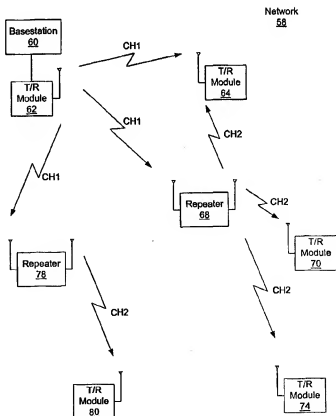 Network
58
Basestation
60
T/R
Module
62
CH1
T/R
Module
64
CH1
CH2
CH1
Repeater
68
CH2
T/R
Module
70
Repeater
78
CH2
CH2
T/R
Module
80
T/R
Module
74